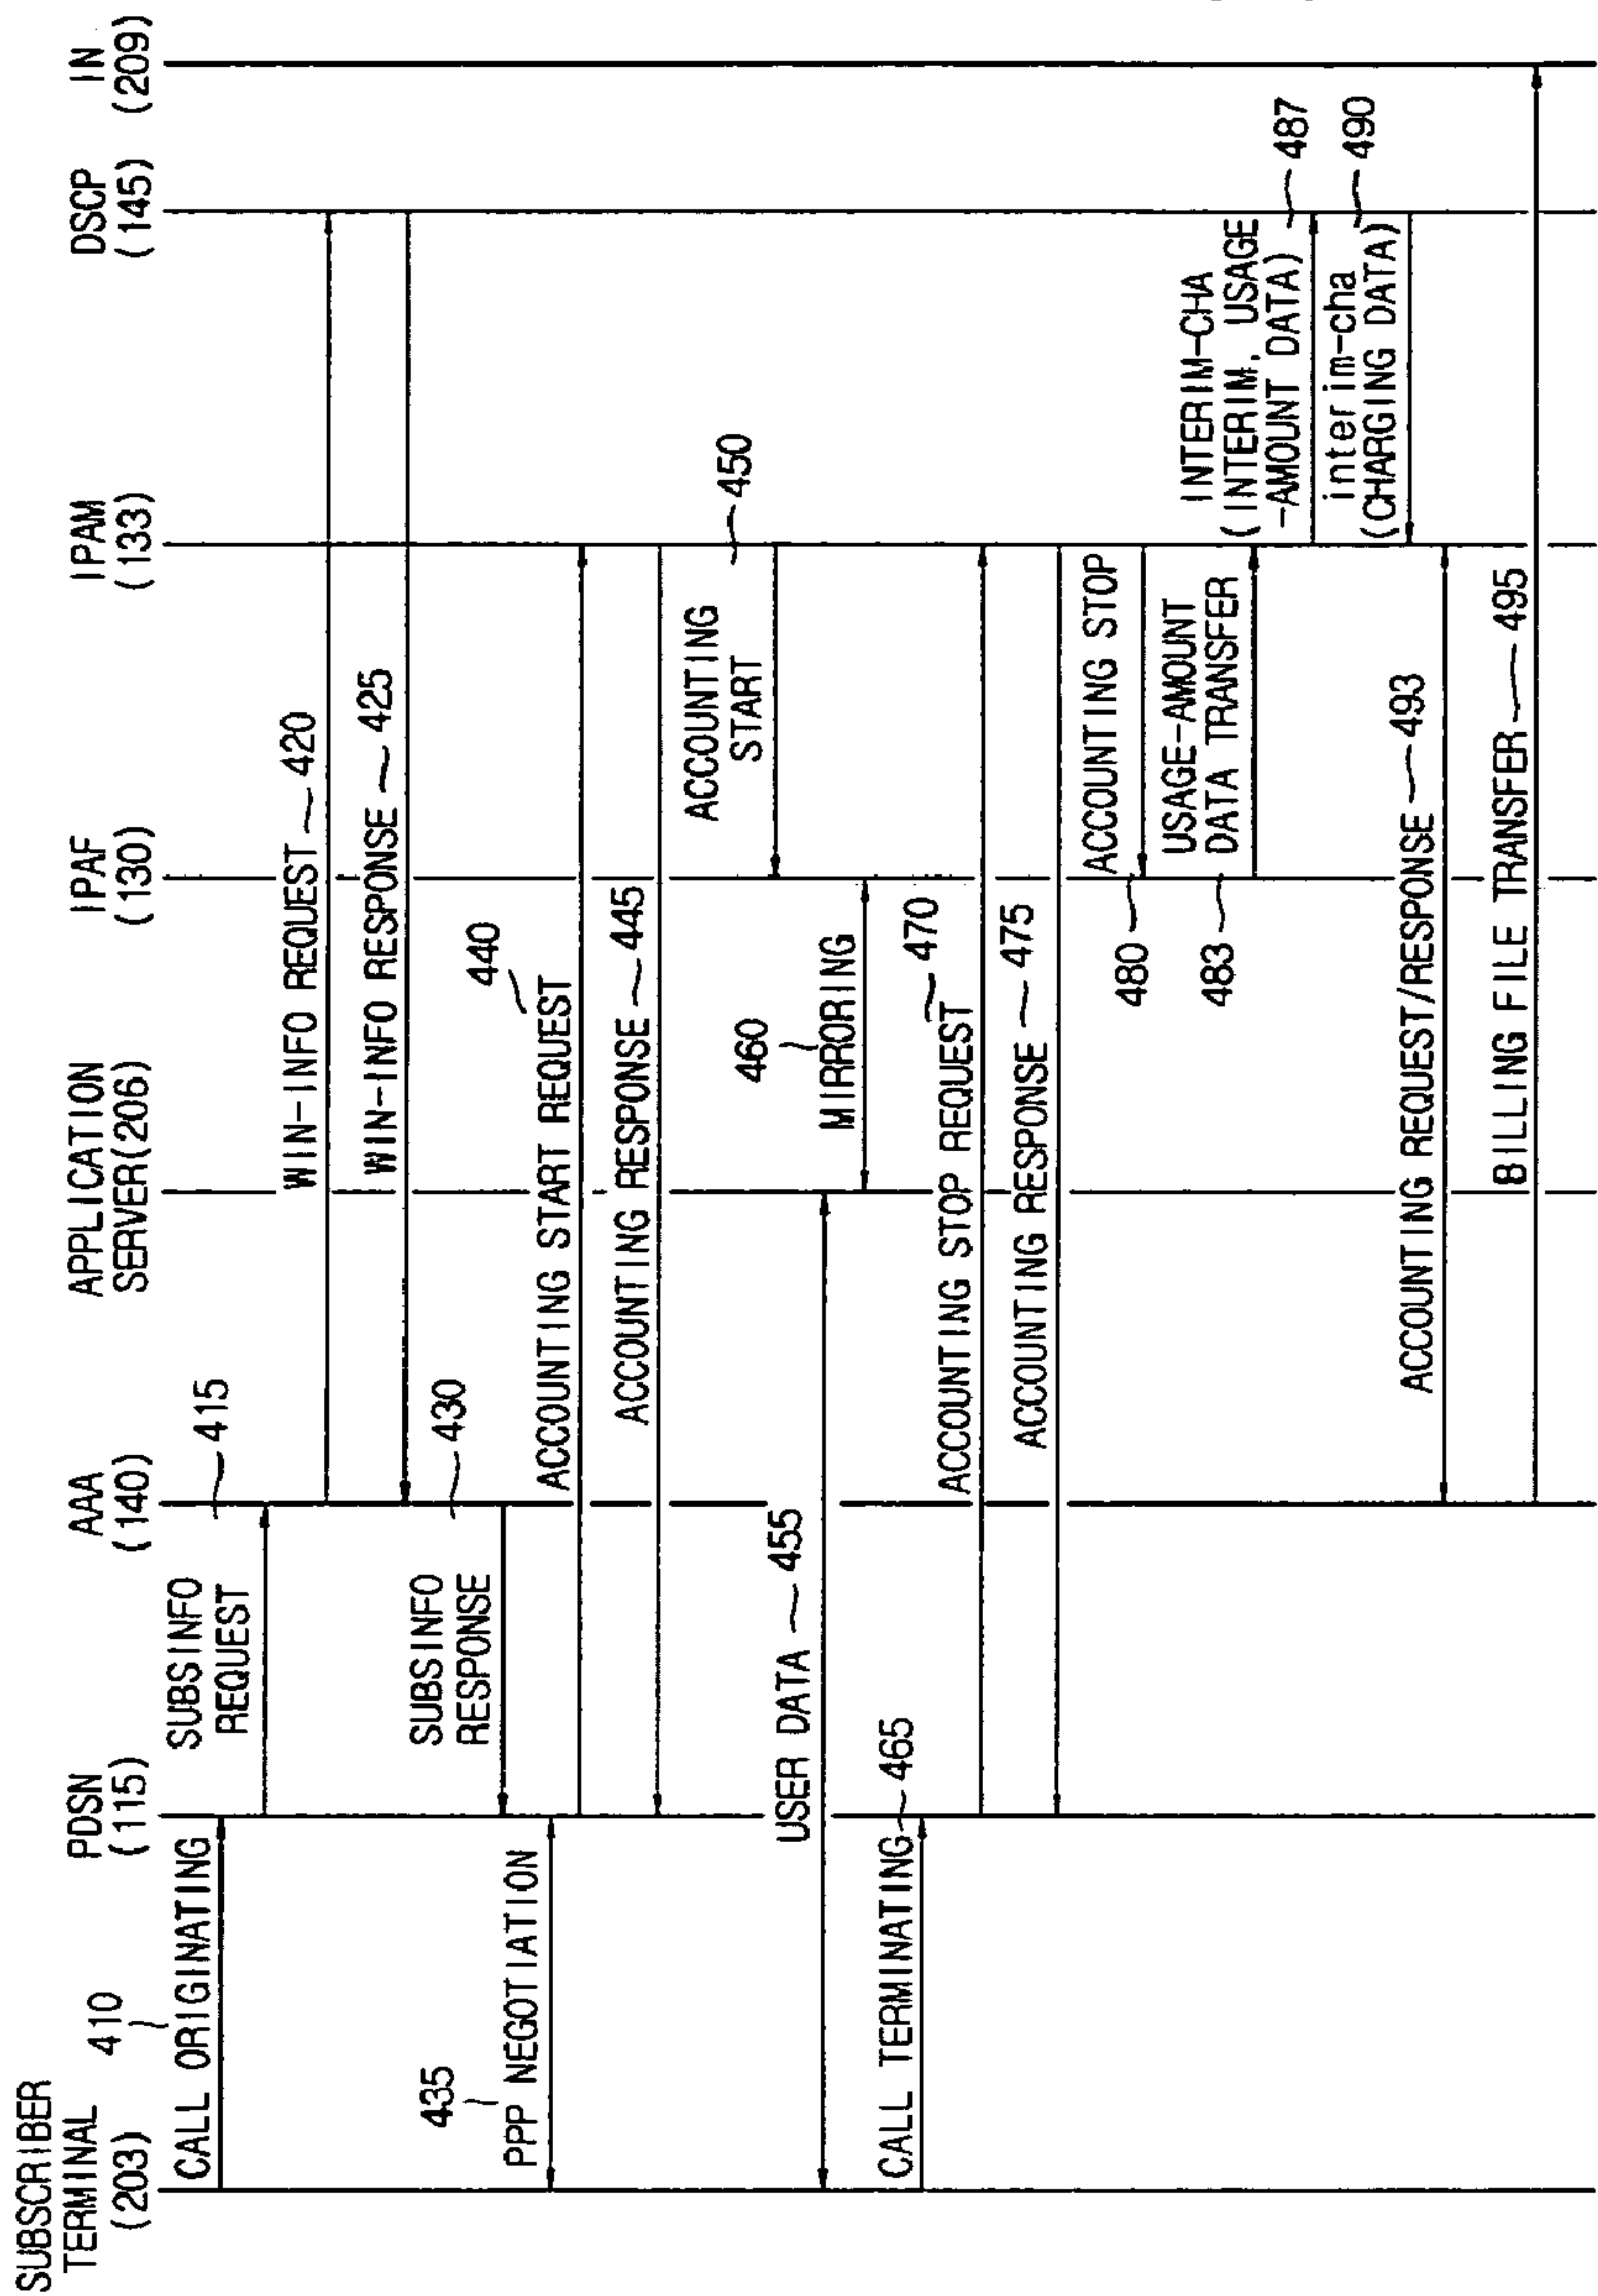 SUBSCRIBER
TERMINAL
(203)
PDSN
(115)
AAA
(140)
APPLICATION
SERVER(206)
IPAF
(130)
IPAM
(133)
DSCP
(145)
IN
(209)
410
CALL ORIGINATING
SUBSINFO
REQUEST
415
WIN-INFO REQUEST 420
WIN-INFO RESPONSE 425
SUBSINFO
RESPONSE
430
435
PPP NEGOTIATION
440
ACCOUNTING START REQUEST
ACCOUNTING RESPONSE 445
ACCOUNTING
START
450
USER DATA 455
460
MIRRORING
CALL TERMINATING 465
ACCOUNTING STOP REQUEST 470
ACCOUNTING RESPONSE 475
ACCOUNTING STOP
480
USAGE-AMOUNT
DATA TRANSFER
483
INTERIM-CHA
(INTERIM, USAGE
-AMOUNT DATA)
487
interim-cha
(CHARGING DATA)
490
ACCOUNTING REQUEST/RESPONSE 493
BILLING FILE TRANSFER 495